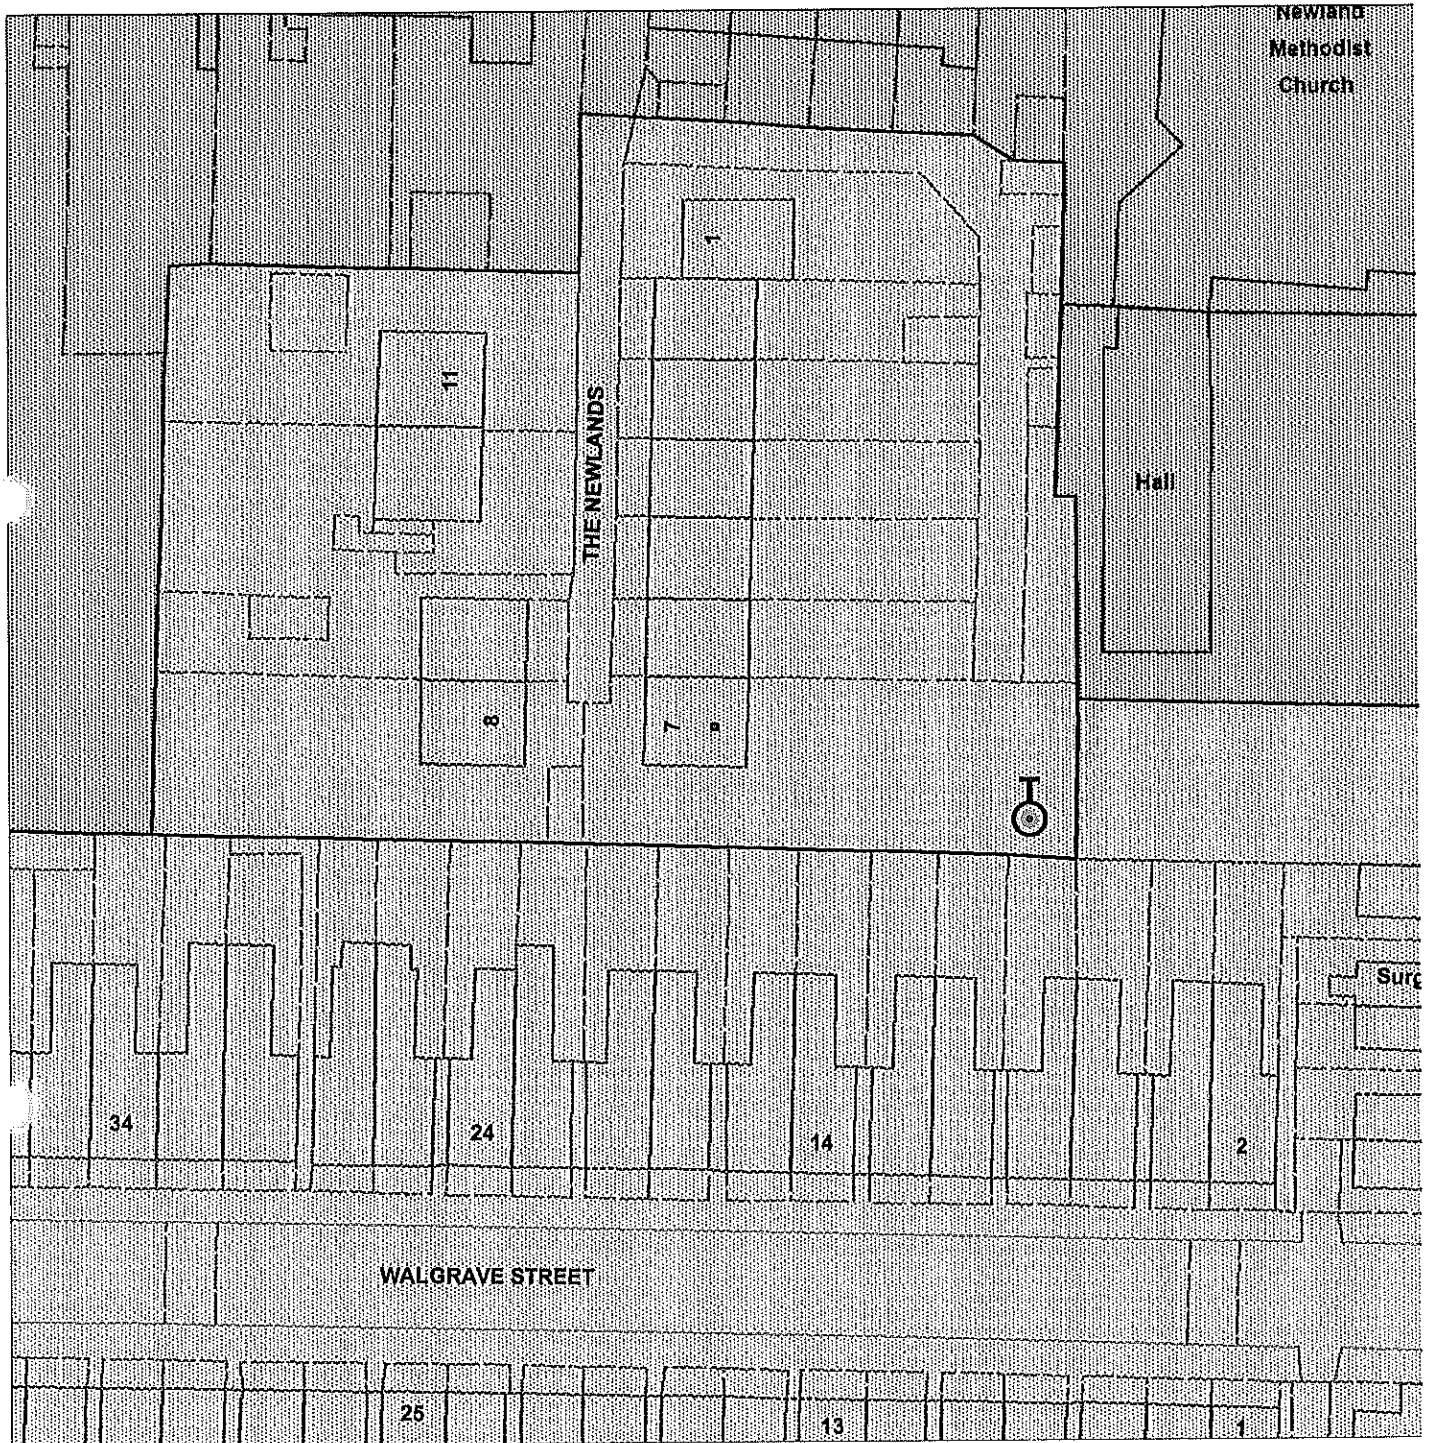 Newland
Methodist
Church
1
11
THE NEWLANDS
Hall
8
7 a
T
Surg
34
24
14
2
WALGRAVE STREET
25
13
1